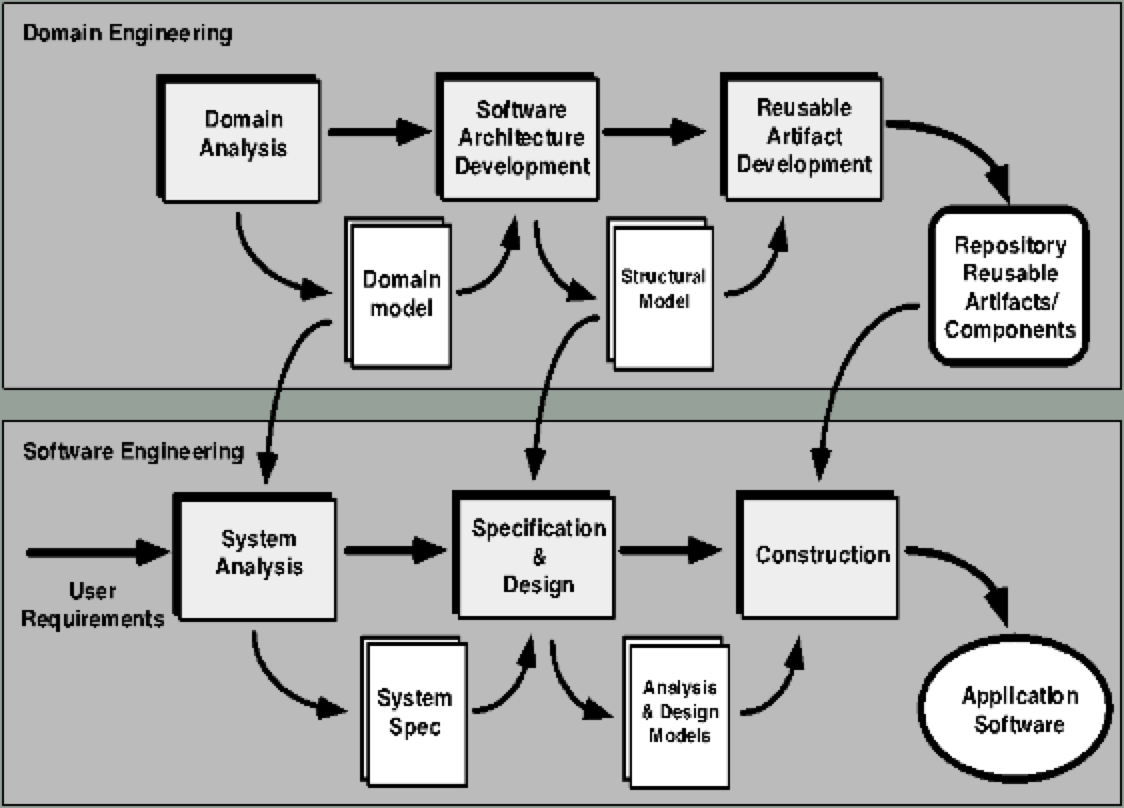 Domain Engineering
Domain
Analysis
Software
Architecture
Development
Reusable
Artifact
Development
Domain
model
Structural
Model
Repository
Reusable
Artifacts/
Components
Software Engineering
User
Requirements
System
Analysis
Specification
&
Design
Construction
System
Spec
Analysis
& Design
Models
Application
Software